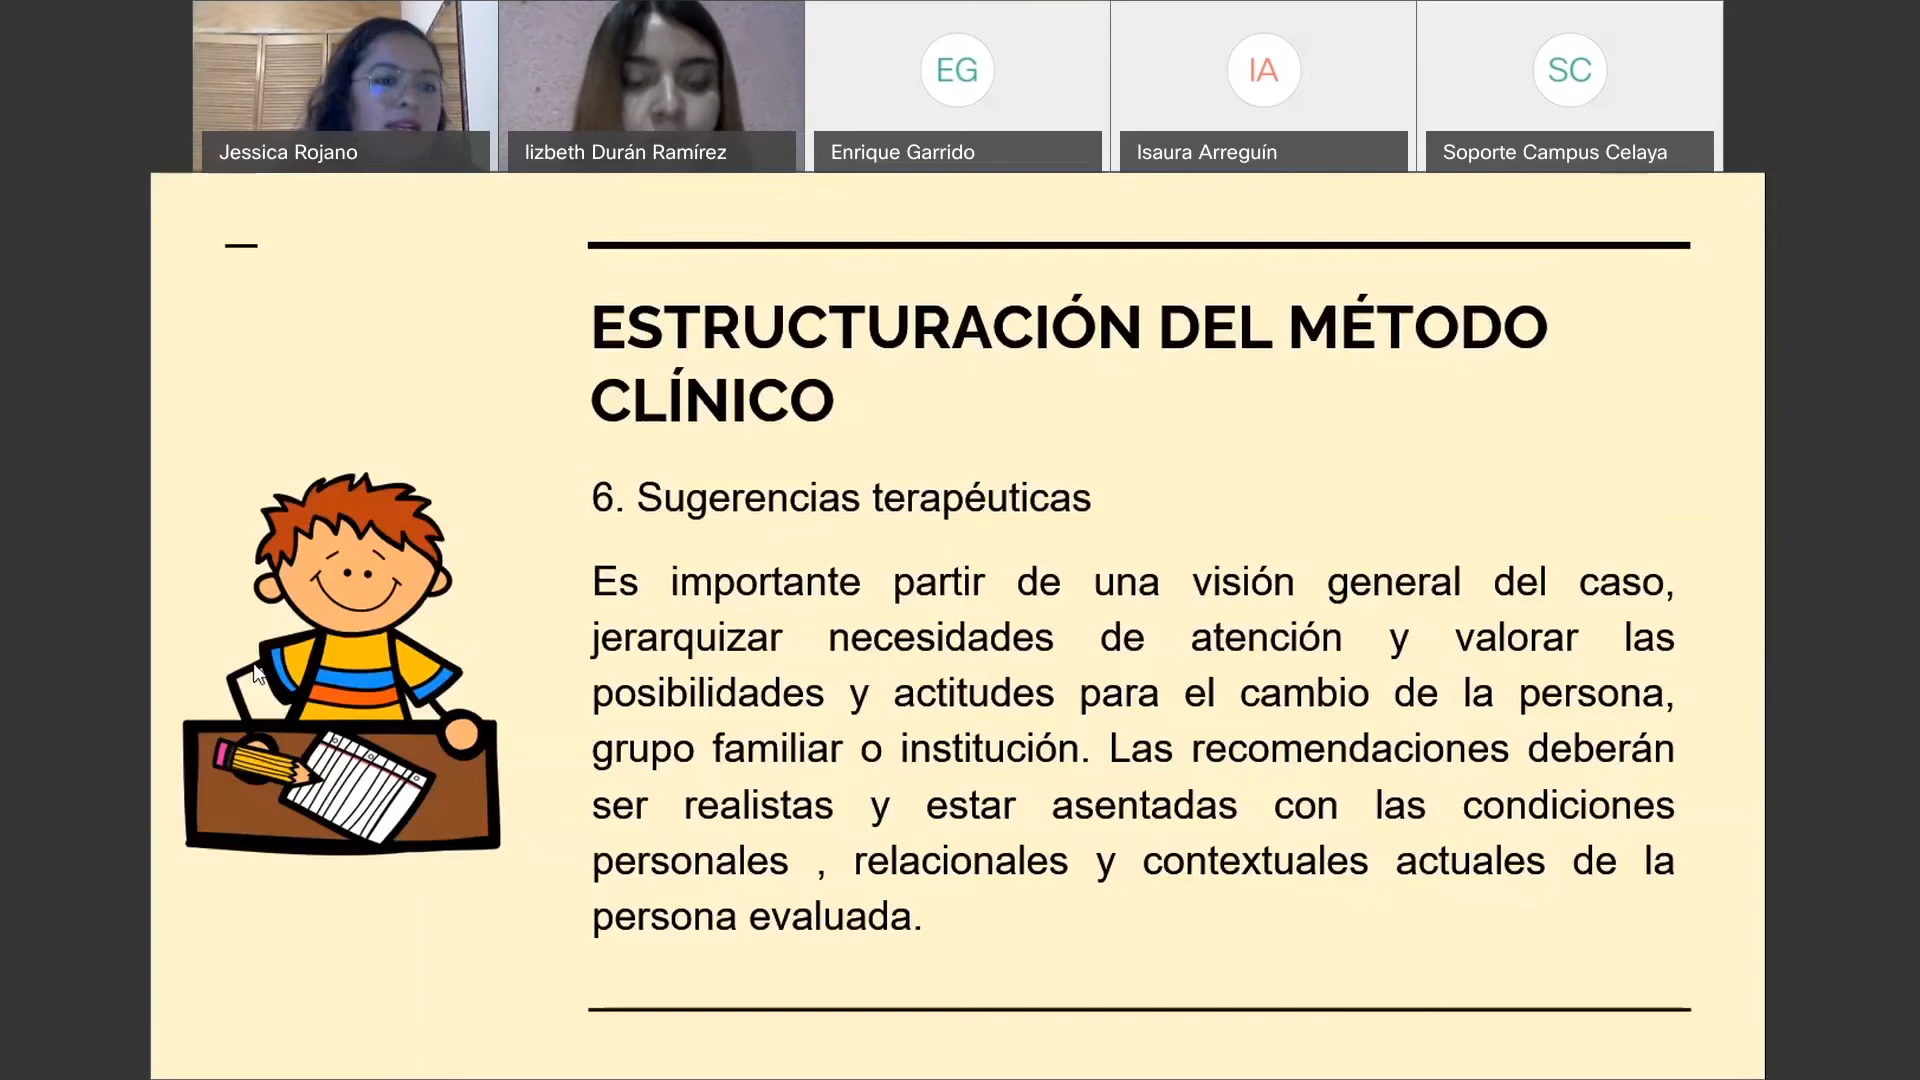 EG
IA
SC
Jessica Rojano
lizbeth Durán Ramírez
Enrique Garrido
Isaura Arreguín
Soporte Campus Celaya
ESTRUCTURACIÓN DEL MÉTODO
CLÍNICO
6. Sugerencias terapéuticas
Es importante partir de una visión general del caso,
jerarquizar necesidades de atención y valorar las
posibilidades y actitudes para el cambio de la persona,
grupo familiar o institución. Las recomendaciones deberán
ser realistas y estar asentadas con las condiciones
personales , relacionales y contextuales actuales de la
persona evaluada.